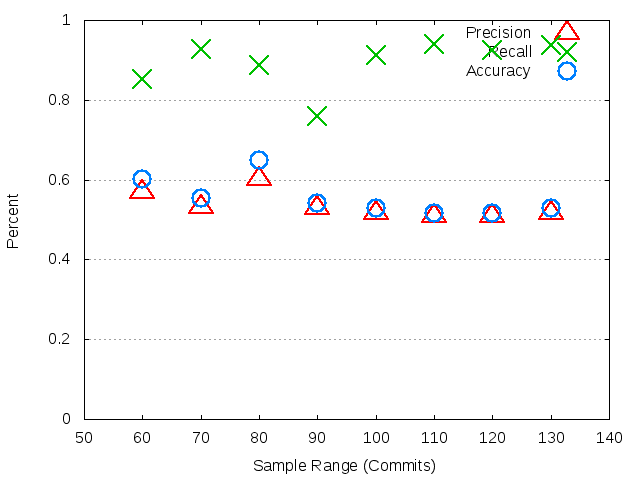 Precision
Recall
Accuracy
1
0.8
0.6
0.4
0.2
0
50 60 70 80 90 100 110 120 130 140
Percent
Sample Range (Commits)